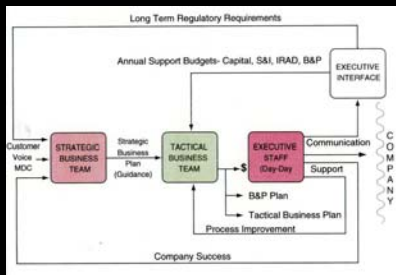 Long Term Regulatory Requirements
Annual Support Budgets- Capital, S&I, IRAD, B&P
EXECUTIVE
INTERFACE
Customer
Voice
MDC
STRATEGIC
BUSINESS
TEAM
Strategic
Business
Plan
(Guidance)
TACTICAL
BUSINESS
TEAM
$
EXECUTIVE
STAFF
(Day-Day
Communication
Support
COMPANY
B&P Plan
Tactical Business Plan
Process Improvement
Company Success